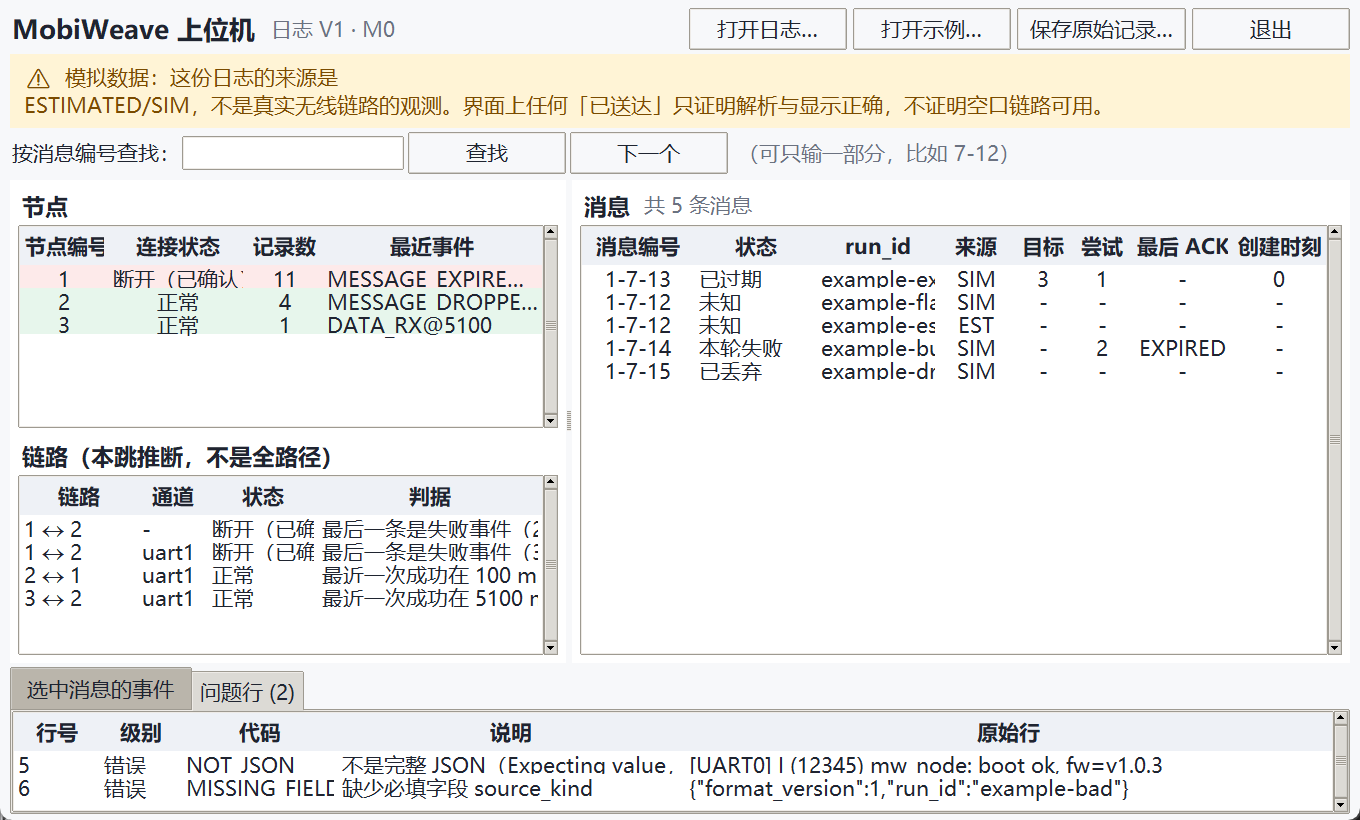 MobiWeave 上位机 日志 V1 · M0 打开日志... 打开示例... 保存原始记录... 退出
⚠ 模拟数据：这份日志的来源是
ESTIMATED/SIM，不是真实无线链路的观测。界面上任何「已送达」只证明解析与显示正确，不证明空口链路可用。
按消息编号查找： 查找 下一个 （可只输一部分，比如 7-12）
节点
节点编号 连接状态 记录数 最近事件
1 断开（已确认 11 MESSAGE_EXPIRE...
2 正常 4 MESSAGE_DROPPE...
3 正常 1 DATA_RX@5100
链路（本跳推断，不是全路径）
链路 通道 状态 判据
1 ↔ 2 - 断开（已确 最后一条是失败事件（2
1 ↔ 2 uart1 断开（已确 最后一条是失败事件（3
2 ↔ 1 uart1 正常 最近一次成功在 100 m
3 ↔ 2 uart1 正常 最近一次成功在 5100 r
消息 共 5 条消息
消息编号 状态 run_id 来源 目标 尝试 最后 ACK 创建时刻
1-7-13 已过期 example-ex SIM 3 1 - 0
1-7-12 未知 example-fla SIM - - - -
1-7-12 未知 example-es EST - - - -
1-7-14 本轮失败 example-bu SIM - 2 EXPIRED -
1-7-15 已丢弃 example-dr SIM - - - -
选中消息的事件 问题行 (2)
行号 级别 代码 说明 原始行
5 错误 NOT_JSON 不是完整 JSON（Expecting value, [UART0] I (12345) mw_node: boot ok, fw=v1.0.3
6 错误 MISSING_FIELD 缺少必填字段 source_kind {"format_version":1,"run_id":"example-bad"}